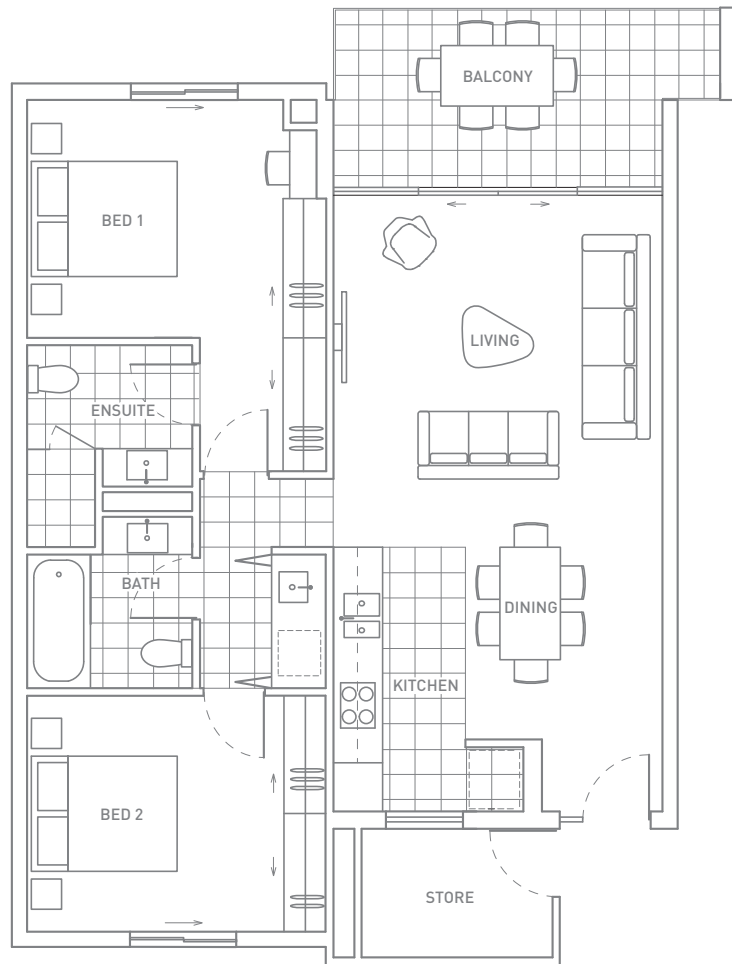 BALCONY
BED 1
LIVING
ENSUITE
BATH
DINING
KITCHEN
BED 2
STORE